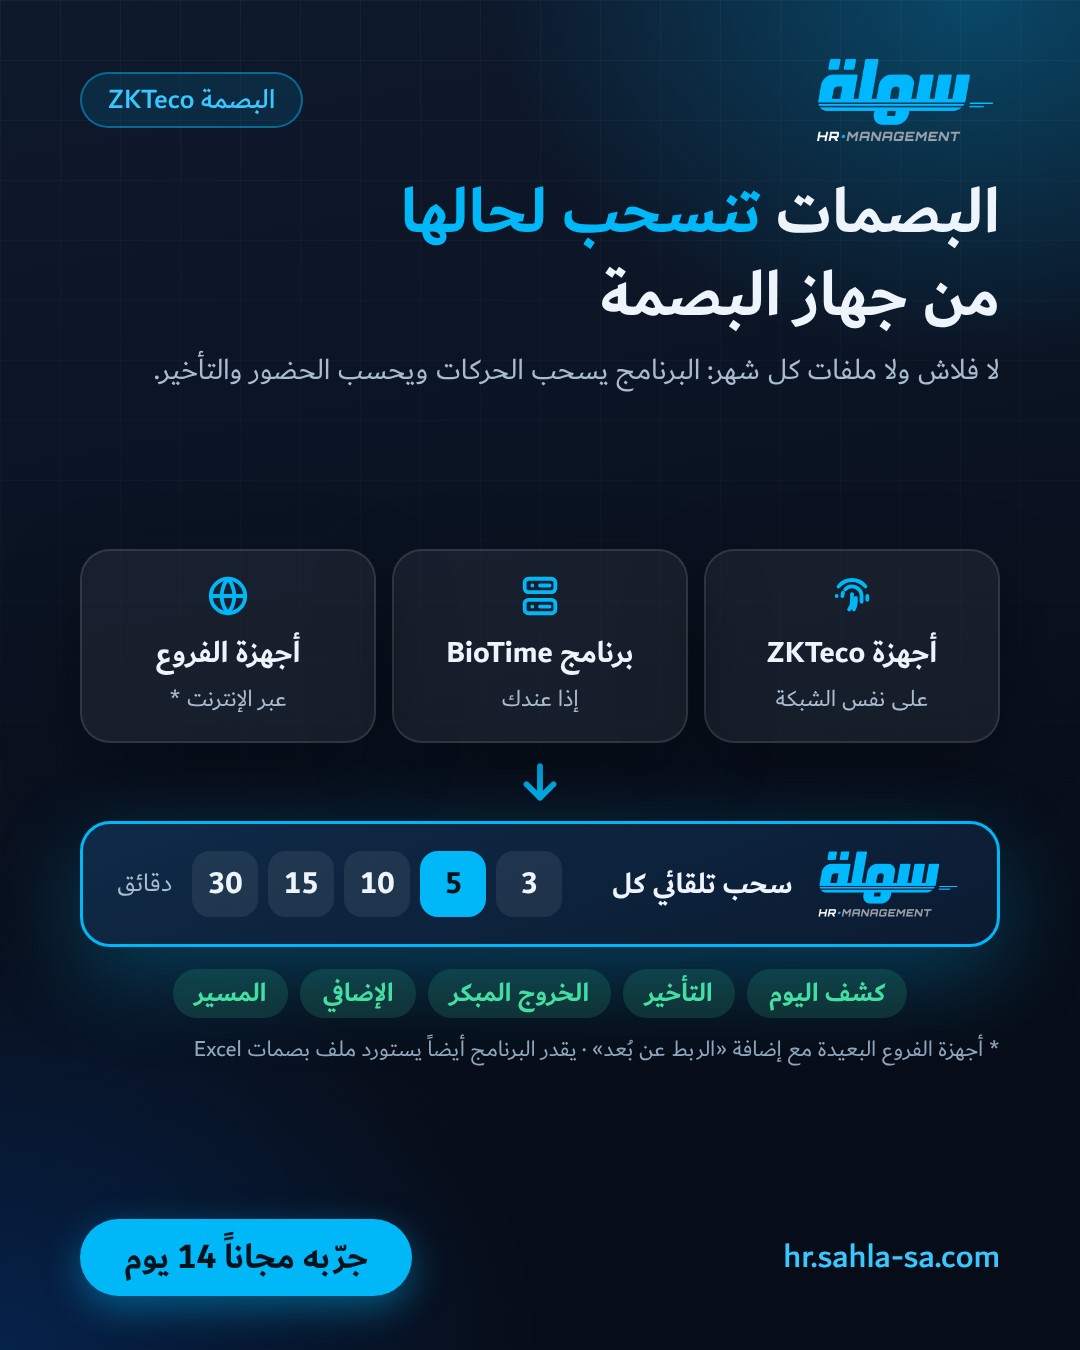 سهلة
HR·MANAGEMENT
البصمة ZKTeco
البصمات تنسحب لحالها
من جهاز البصمة
لا فلاش ولا ملفات كل شهر: البرنامج يسحب الحركات ويحسب الحضور والتأخير.
أجهزة ZKTeco
على نفس الشبكة
برنامج BioTime
إذا عندك
أجهزة الفروع
عبر الإنترنت *
سهلة
HR·MANAGEMENT
سحب تلقائي كل 3 5 10 15 30 دقائق
كشف اليوم التأخير الخروج المبكر الإضافي المسير
* أجهزة الفروع البعيدة مع إضافة «الربط عن بُعد» · يقدر البرنامج أيضاً يستورد ملف بصمات Excel
hr.sahla-sa.com
جرّبه مجاناً 14 يوم